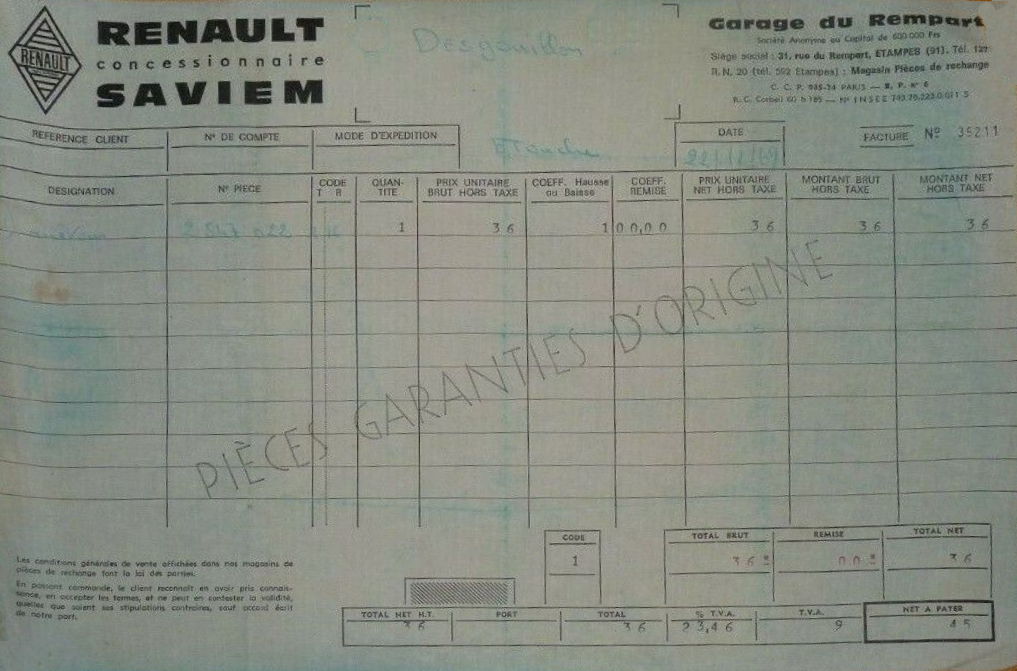 RENAULT
concessionnaire
SAVIEM
RENAULT
Garage du Rempart
Société Anonyme au Capital de 600.000 Frs
Siège social : 31, rue du Rempart, ETAMPES (91). Tél.
R.N. 20 (tél. 592 Etampes) : Magasin Pièces de rechange
C. C. P. PARIS — B. P. n° 6
R. C. Corbeil 60 b 185 — N° INSEE
REFERENCE CLIENT
N° DE COMPTE
MODE D'EXPEDITION
DATE
FACTURE N° 35211
DESIGNATION
N° PIECE
CODE
T R
QUAN-
TITE
PRIX UNITAIRE
BRUT HORS TAXE
COEFF. Hausse
ou Baisse
COEFF.
REMISE
PRIX UNITAIRE
NET HORS TAXE
MONTANT BRUT
HORS TAXE
MONTANT NET
HORS TAXE
1 36 1 00,00 36 36 36
PIÈCES GARANTIES D'ORIGINE
CODE
1
TOTAL BRUT
36
REMISE
00
TOTAL NET
36
Les conditions générales de vente affichées dans nos magasins de
pièces de rechange font la loi des parties.
En passant commande, le client reconnaît en avoir pris connais-
sance, en accepter les termes, et ne peut en contester la validité,
quelles que soient ses stipulations contraires, sauf accord écrit
de notre part.
TOTAL NET H.T.
36
PORT
TOTAL
36
% T.V.A.
23,46
T.V.A.
9
NET A PAYER
45